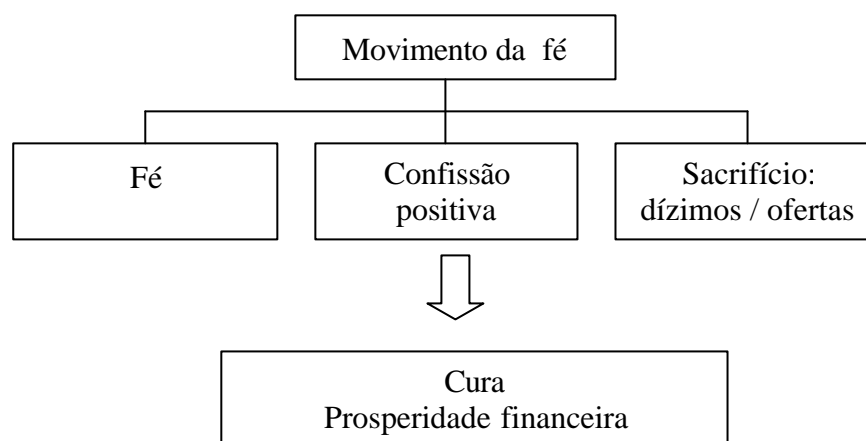 Movimento da fé
Fé
Confissão
positiva
Sacrifício:
dízimos / ofertas
Cura
Prosperidade financeira